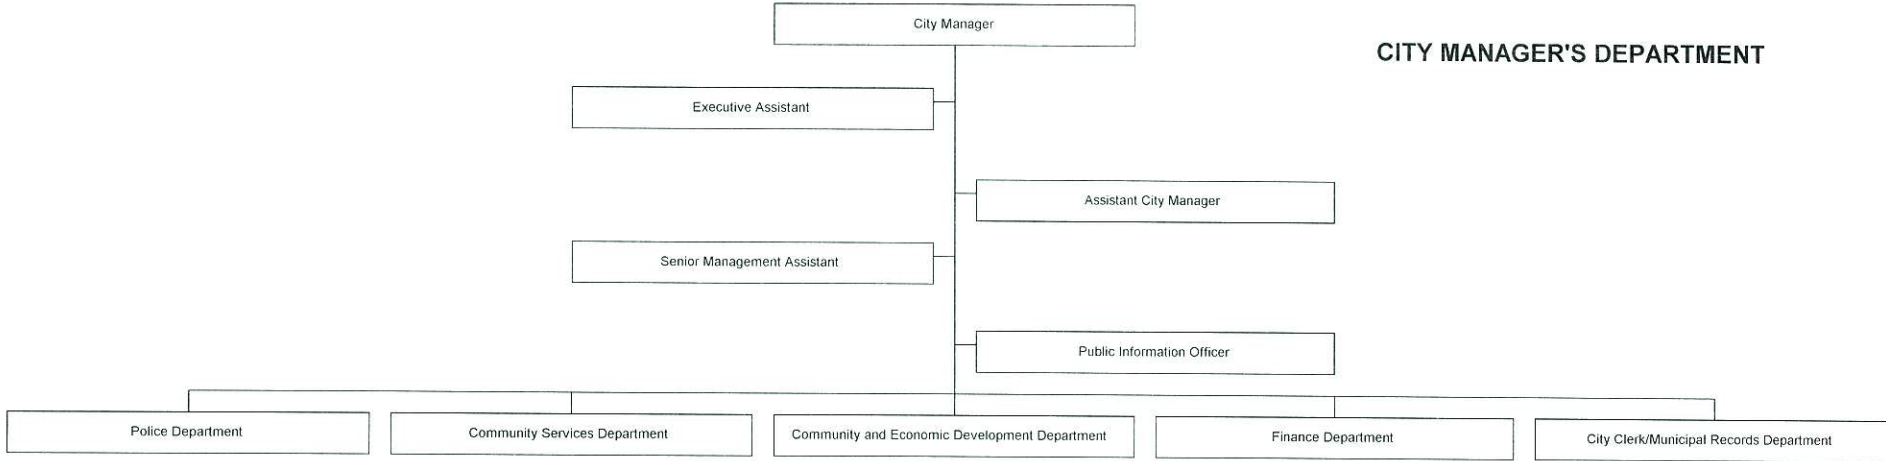 City Manager
CITY MANAGER'S DEPARTMENT
Executive Assistant
Assistant City Manager
Senior Management Assistant
Public Information Officer
Police Department
Community Services Department
Community and Economic Development Department
Finance Department
City Clerk/Municipal Records Department